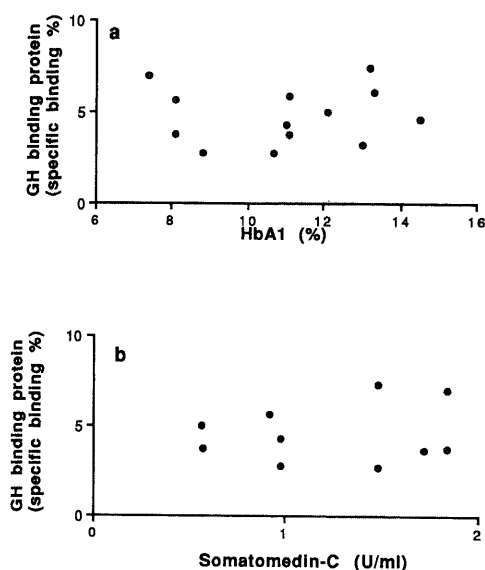 a
GH binding protein
(specific binding %)
10
5
0
6 8 10 12 14 16
HbA1 (%)
b
GH binding protein
(specific binding %)
10
5
0
0 1 2
Somatomedin-C (U/ml)